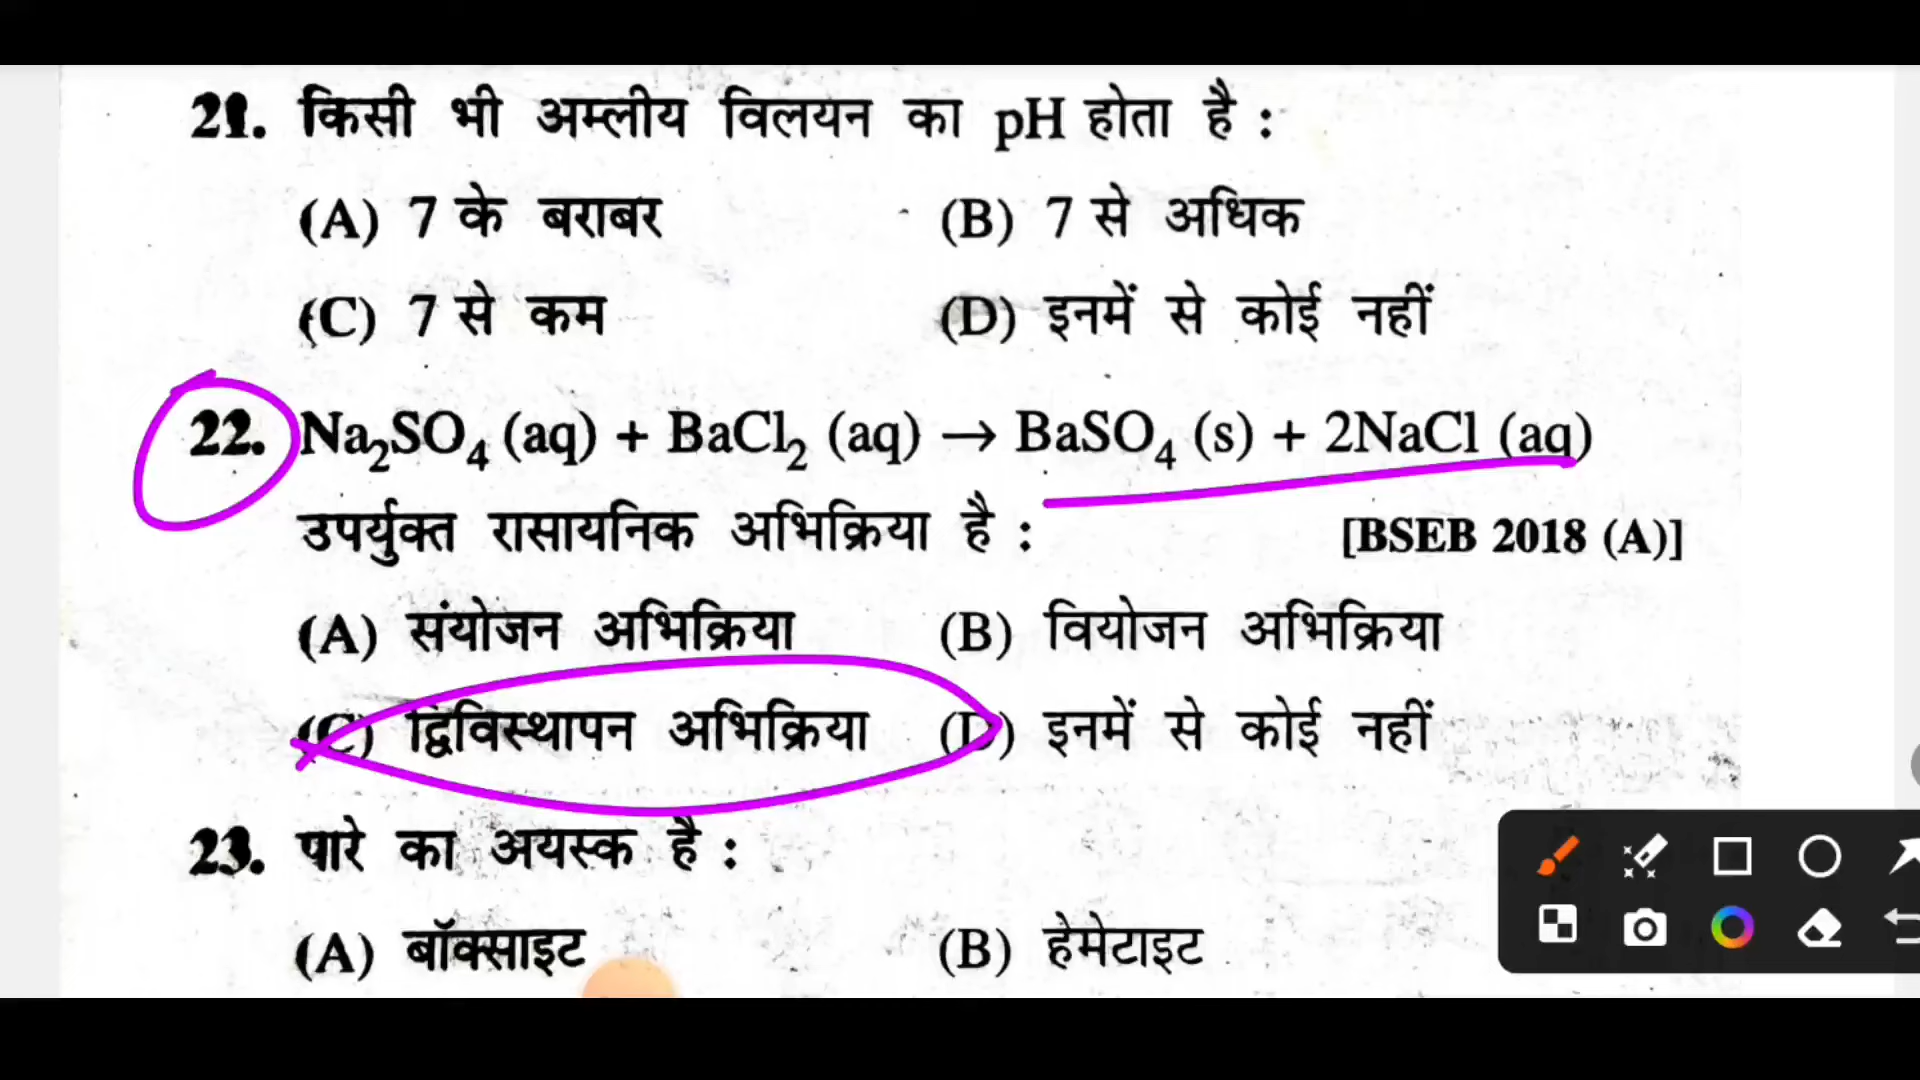 21. किसी भी अम्लीय विलयन का pH होता है :
(A) 7 के बराबर (B) 7 से अधिक
(C) 7 से कम (D) इनमें से कोई नहीं
22. Na₂SO₄ (aq) + BaCl₂ (aq) → BaSO₄ (s) + 2NaCl (aq)
उपर्युक्त रासायनिक अभिक्रिया है : [BSEB 2018 (A)]
(A) संयोजन अभिक्रिया (B) वियोजन अभिक्रिया
(C) द्विविस्थापन अभिक्रिया (D) इनमें से कोई नहीं
23. पारे का अयस्क है :
(A) बॉक्साइट (B) हेमेटाइट